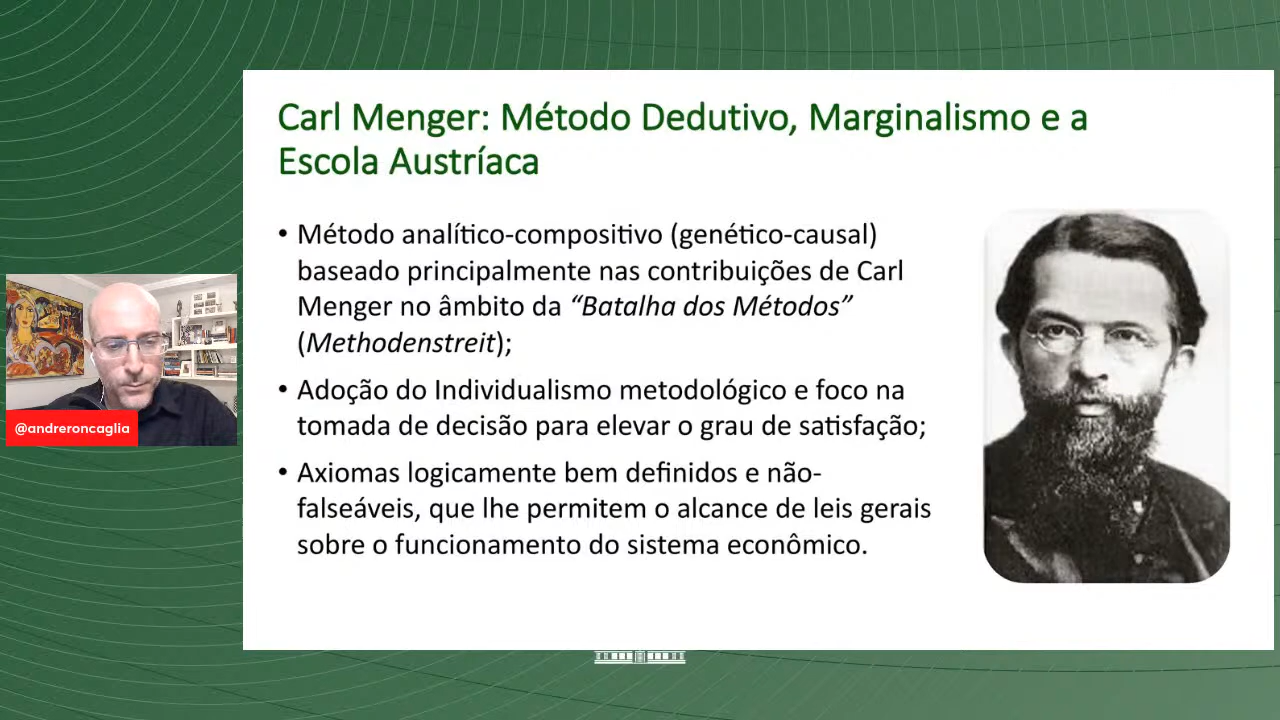 Carl Menger: Método Dedutivo, Marginalismo e a
Escola Austríaca
• Método analítico-compositivo (genético-causal)
baseado principalmente nas contribuições de Carl
Menger no âmbito da “Batalha dos Métodos”
(Methodenstreit);
• Adoção do Individualismo metodológico e foco na
tomada de decisão para elevar o grau de satisfação;
• Axiomas logicamente bem definidos e não-
falseáveis, que lhe permitem o alcance de leis gerais
sobre o funcionamento do sistema econômico.
@andreroncaglia